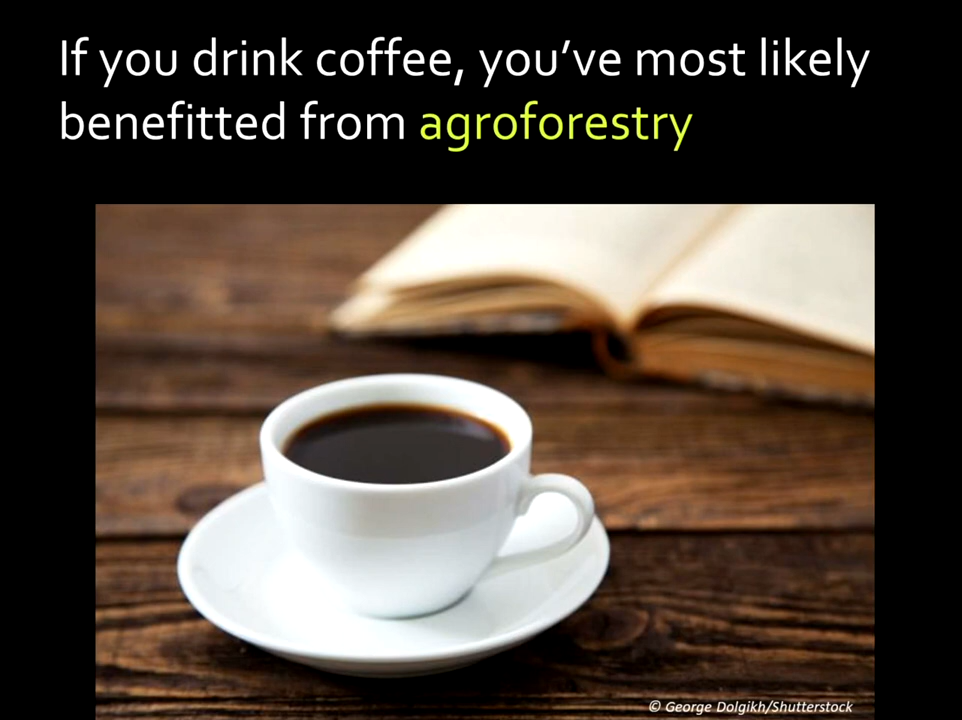 If you drink coffee, you’ve most likely
benefitted from agroforestry
© George Dolgikh/Shutterstock